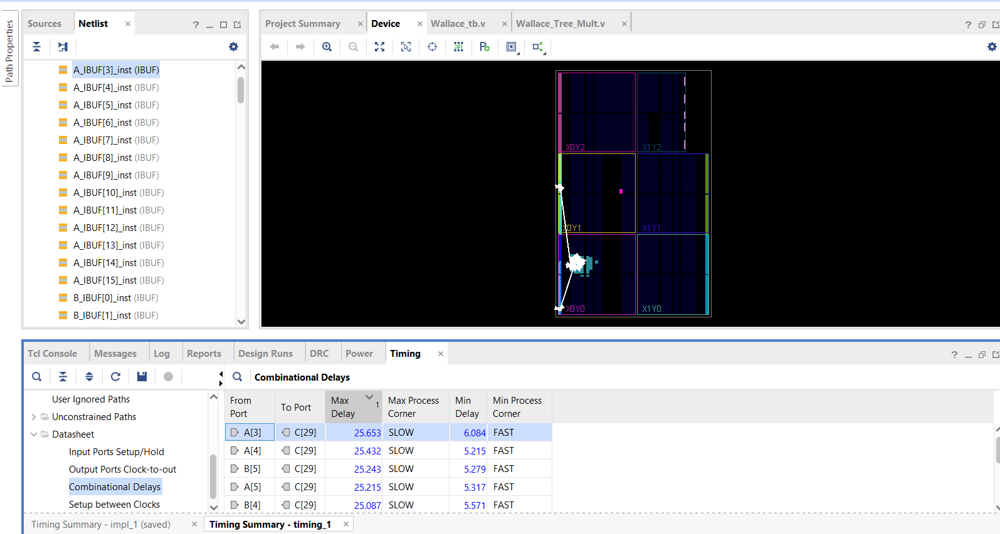 Path Properties
Sources
Netlist
A_IBUF[3]_inst (IBUF)
A_IBUF[4]_inst (IBUF)
A_IBUF[5]_inst (IBUF)
A_IBUF[6]_inst (IBUF)
A_IBUF[7]_inst (IBUF)
A_IBUF[8]_inst (IBUF)
A_IBUF[9]_inst (IBUF)
A_IBUF[10]_inst (IBUF)
A_IBUF[11]_inst (IBUF)
A_IBUF[12]_inst (IBUF)
A_IBUF[13]_inst (IBUF)
A_IBUF[14]_inst (IBUF)
A_IBUF[15]_inst (IBUF)
B_IBUF[0]_inst (IBUF)
B_IBUF[1]_inst (IBUF)
Project Summary
Device
Wallace_tb.v
Wallace_Tree_Mult.v
X0Y2 X1Y2
X0Y1 X1Y1
X0Y0 X1Y0
Tcl Console
Messages
Log
Reports
Design Runs
DRC
Power
Timing
User Ignored Paths
Unconstrained Paths
Datasheet
Input Ports Setup/Hold
Output Ports Clock-to-out
Combinational Delays
Setup between Clocks
Combinational Delays
From Port To Port Max Delay 1 Max Process Corner Min Delay Min Process Corner
A[3] C[29] 25.653 SLOW 6.084 FAST
A[4] C[29] 25.432 SLOW 5.215 FAST
B[5] C[29] 25.243 SLOW 5.279 FAST
A[5] C[29] 25.215 SLOW 5.317 FAST
B[4] C[29] 25.087 SLOW 5.571 FAST
Timing Summary - impl_1 (saved)
Timing Summary - timing_1